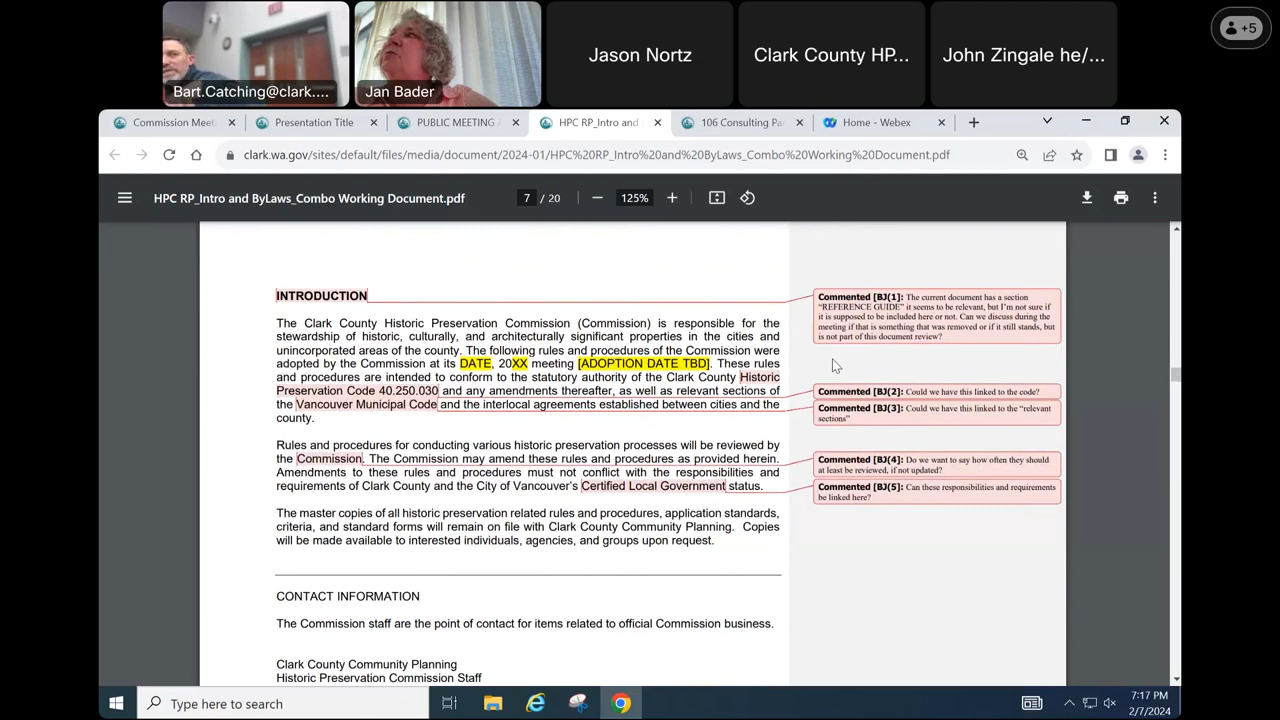 +5
Bart.Catching@clark....
Jan Bader
Jason Nortz
Clark County HP...
John Zingale he/...
Commission Meet
Presentation Title
PUBLIC MEETING A
HPC RP_Intro and
106 Consulting Pa
Home - Webex
clark.wa.gov/sites/default/files/media/document/2024-01/HPC%20RP_Intro%20and%20ByLaws_Combo%20Working%20Document.pdf
HPC RP_Intro and ByLaws_Combo Working Document.pdf
7 / 20
125%
INTRODUCTION
The Clark County Historic Preservation Commission (Commission) is responsible for the
stewardship of historic, culturally, and architecturally significant properties in the cities and
unincorporated areas of the county. The following rules and procedures of the Commission were
adopted by the Commission at its DATE, 20XX meeting [ADOPTION DATE TBD]. These rules
and procedures are intended to conform to the statutory authority of the Clark County Historic
Preservation Code 40.250.030 and any amendments thereafter, as well as relevant sections of
the Vancouver Municipal Code and the interlocal agreements established between cities and the
county.
Rules and procedures for conducting various historic preservation processes will be reviewed by
the Commission. The Commission may amend these rules and procedures as provided herein.
Amendments to these rules and procedures must not conflict with the responsibilities and
requirements of Clark County and the City of Vancouver's Certified Local Government status.
The master copies of all historic preservation related rules and procedures, application standards,
criteria, and standard forms will remain on file with Clark County Community Planning. Copies
will be made available to interested individuals, agencies, and groups upon request.
CONTACT INFORMATION
The Commission staff are the point of contact for items related to official Commission business.
Clark County Community Planning
Historic Preservation Commission Staff
Commented [BJ(1]: The current document has a section
"REFERENCE GUIDE" it seems to be relevant, but I'm not sure if
it is supposed to be included here or not. Can we discuss during the
meeting if that is something that was removed or if it still stands, but
is not part of this document review?
Commented [BJ(2]: Could we have this linked to the code?
Commented [BJ(3]: Could we have this linked to the "relevant
sections"
Commented [BJ(4]: Do we want to say how often they should
at least be reviewed, if not updated?
Commented [BJ(5]: Can these responsibilities and requirements
be linked here?
Type here to search
7:17 PM
2/7/2024